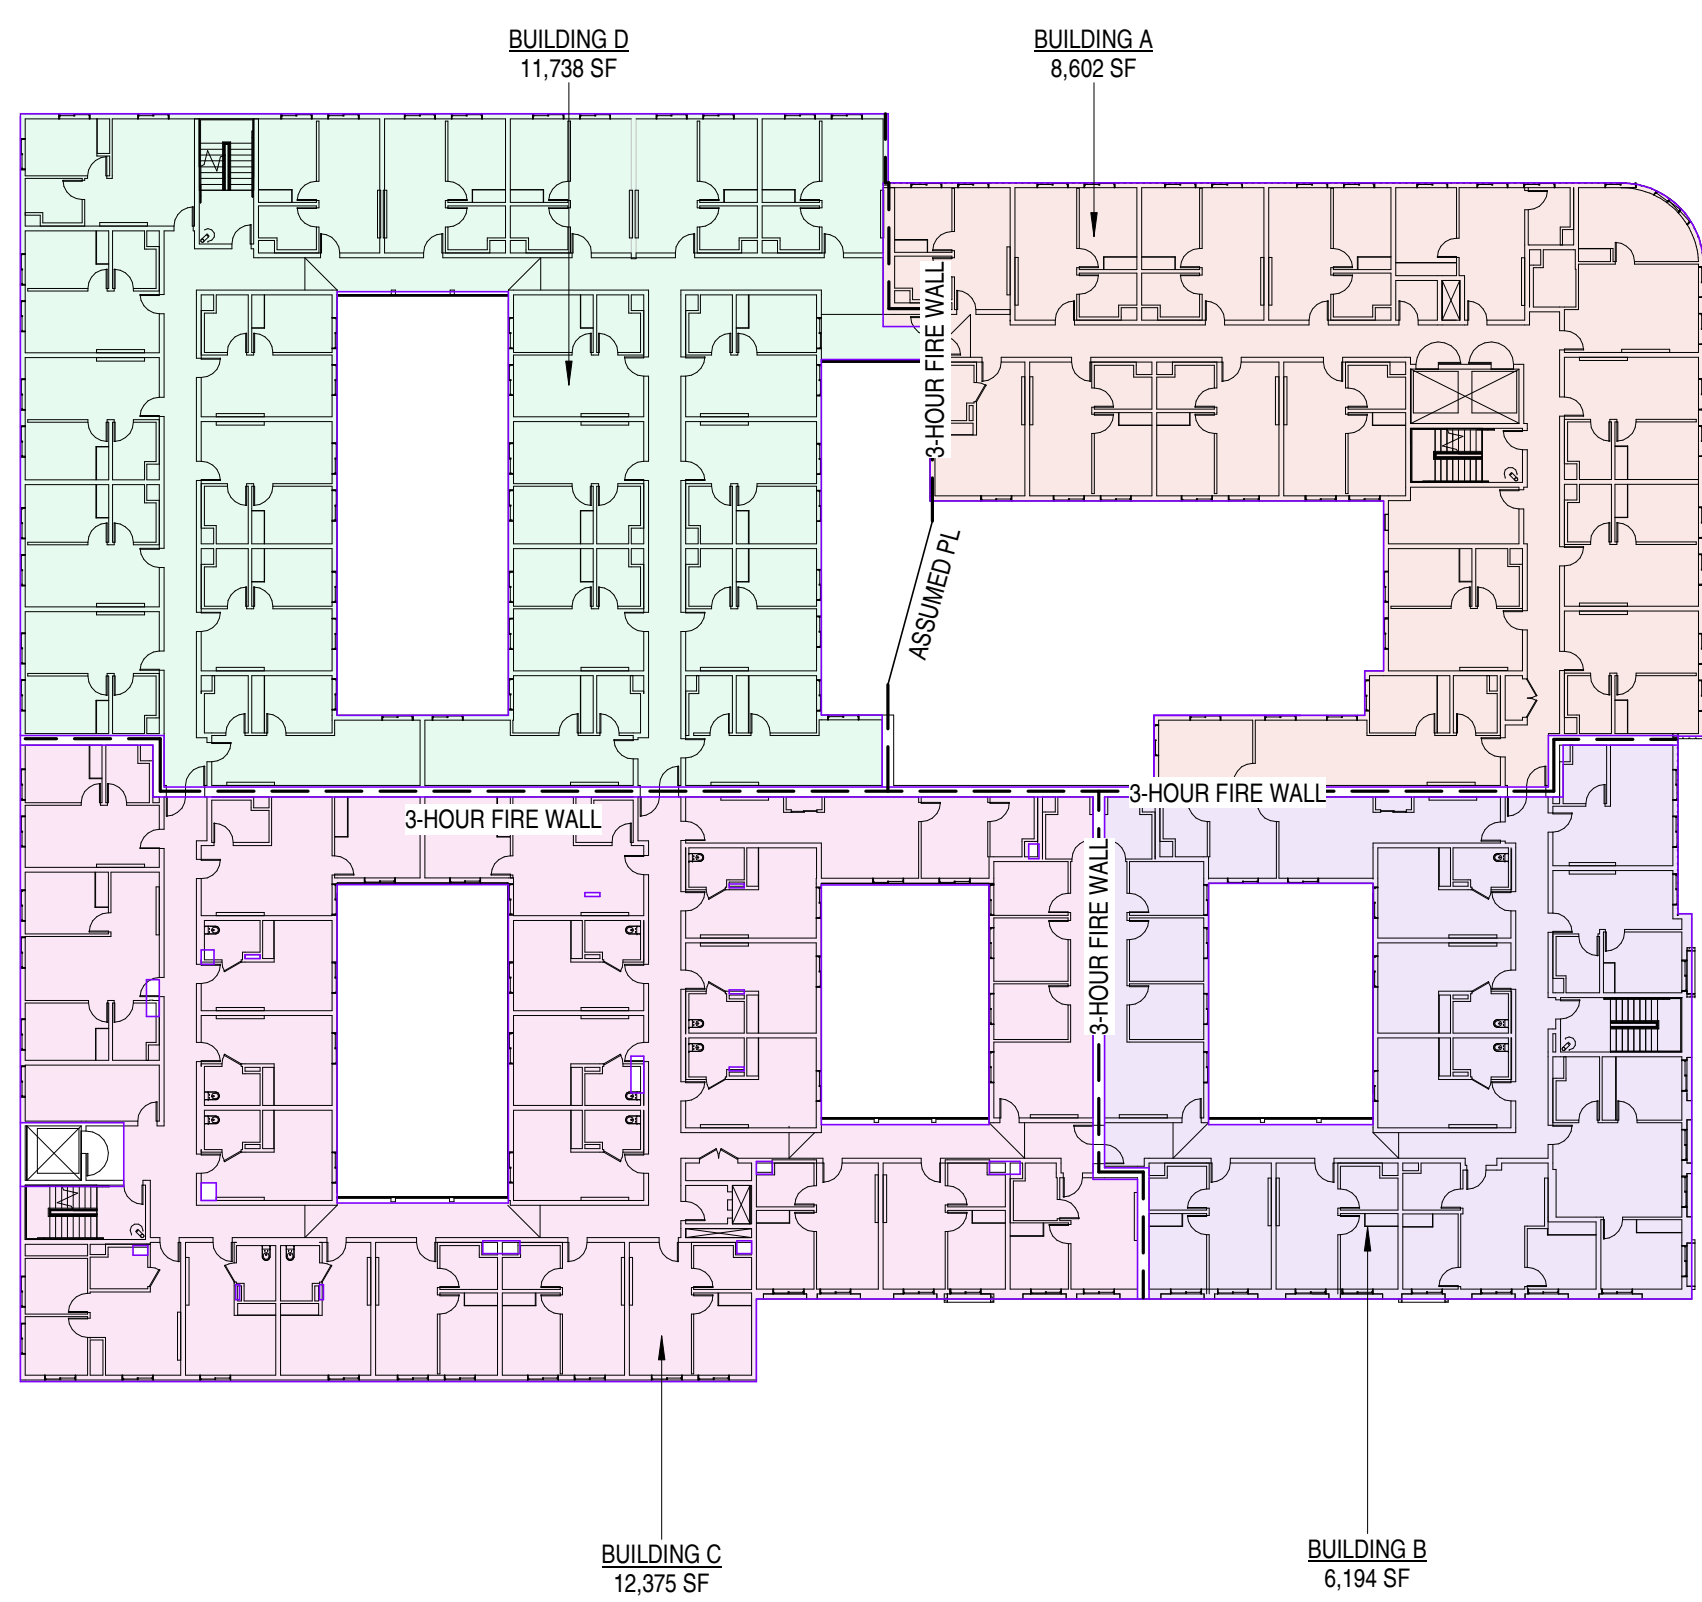 BUILDING D
11,738 SF
BUILDING A
8,602 SF
3-HOUR FIRE WALL
ASSUMED PL
3-HOUR FIRE WALL
3-HOUR FIRE WALL
3-HOUR FIRE WALL
BUILDING C
12,375 SF
BUILDING B
6,194 SF